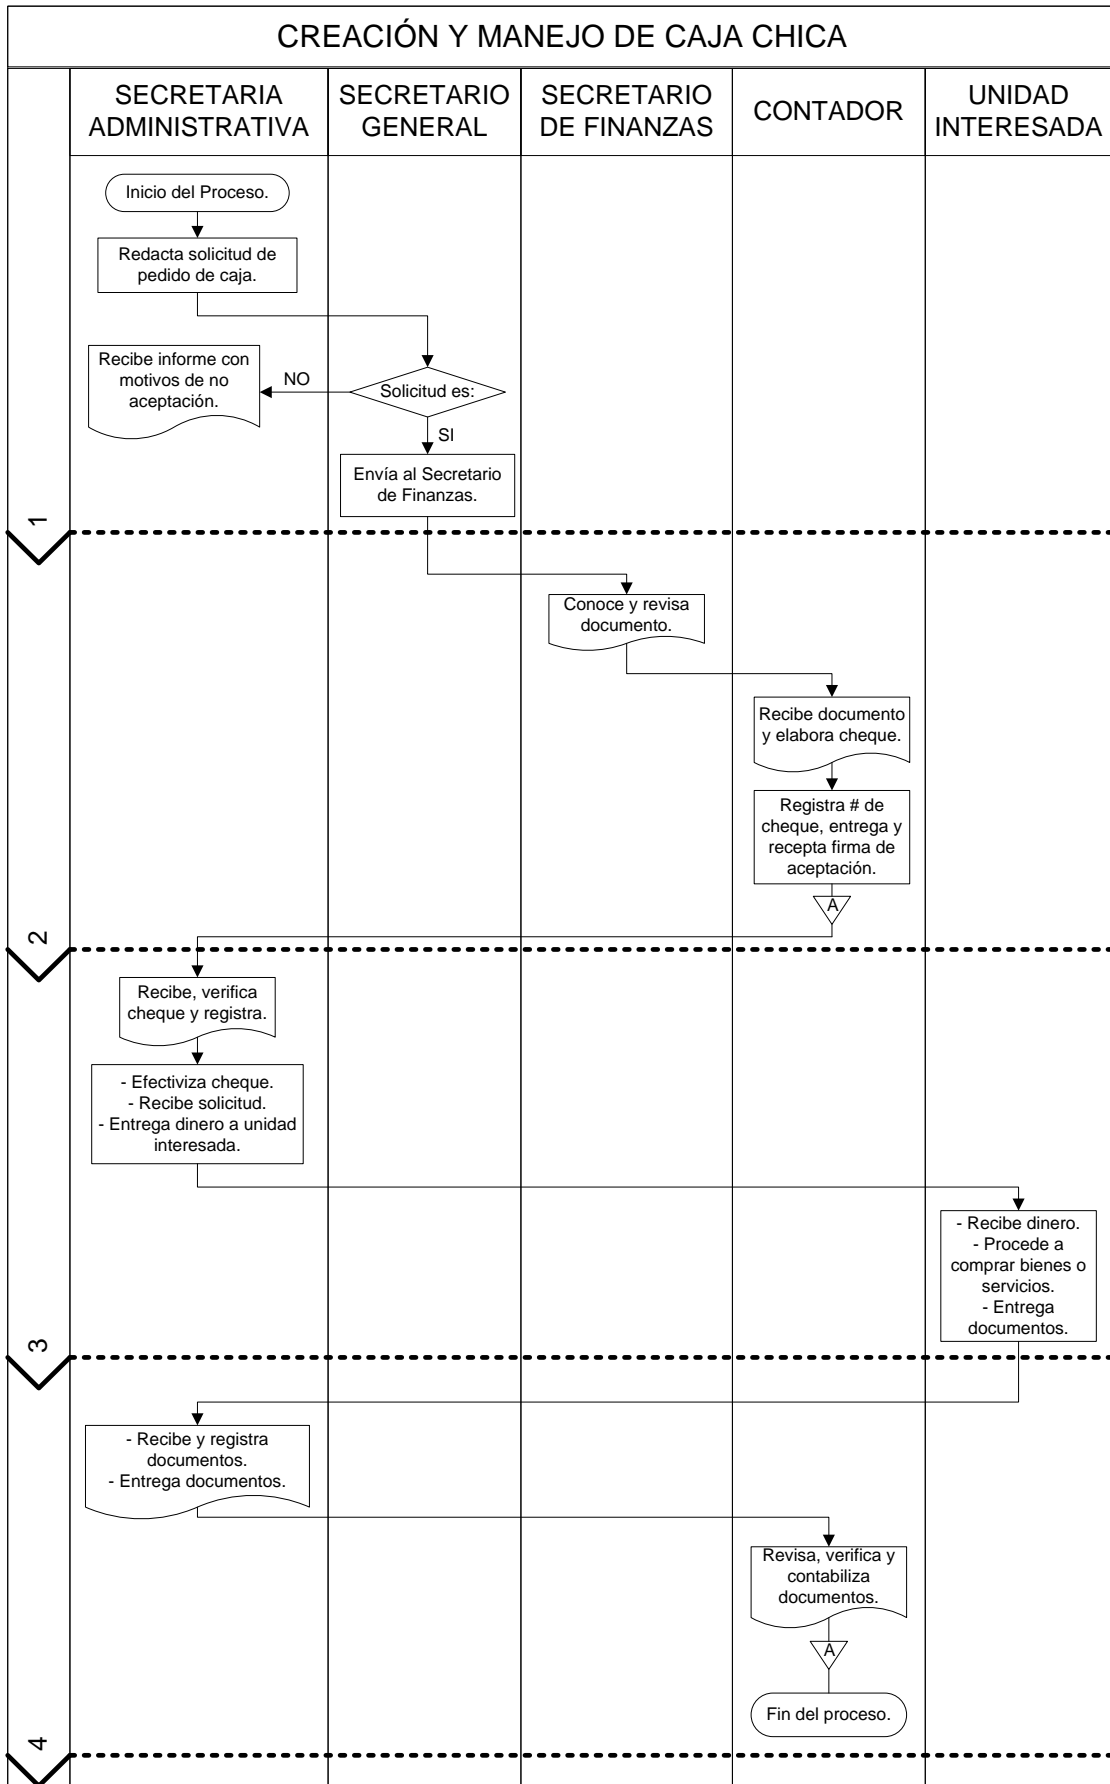 CREACIÓN Y MANEJO DE CAJA CHICA
SECRETARIA
ADMINISTRATIVA
SECRETARIO
GENERAL
SECRETARIO
DE FINANZAS
CONTADOR
UNIDAD
INTERESADA
Inicio del Proceso.
Redacta solicitud de
pedido de caja.
Recibe informe con
motivos de no
aceptación.
NO
Solicitud es:
SI
Envía al Secretario
de Finanzas.
1
Conoce y revisa
documento.
Recibe documento
y elabora cheque.
Registra # de
cheque, entrega y
recepta firma de
aceptación.
A
2
Recibe, verifica
cheque y registra.
- Efectiviza cheque.
- Recibe solicitud.
- Entrega dinero a unidad
interesada.
- Recibe dinero.
- Procede a
comprar bienes o
servicios.
- Entrega
documentos.
3
- Recibe y registra
documentos.
- Entrega documentos.
Revisa, verifica y
contabiliza
documentos.
A
Fin del proceso.
4